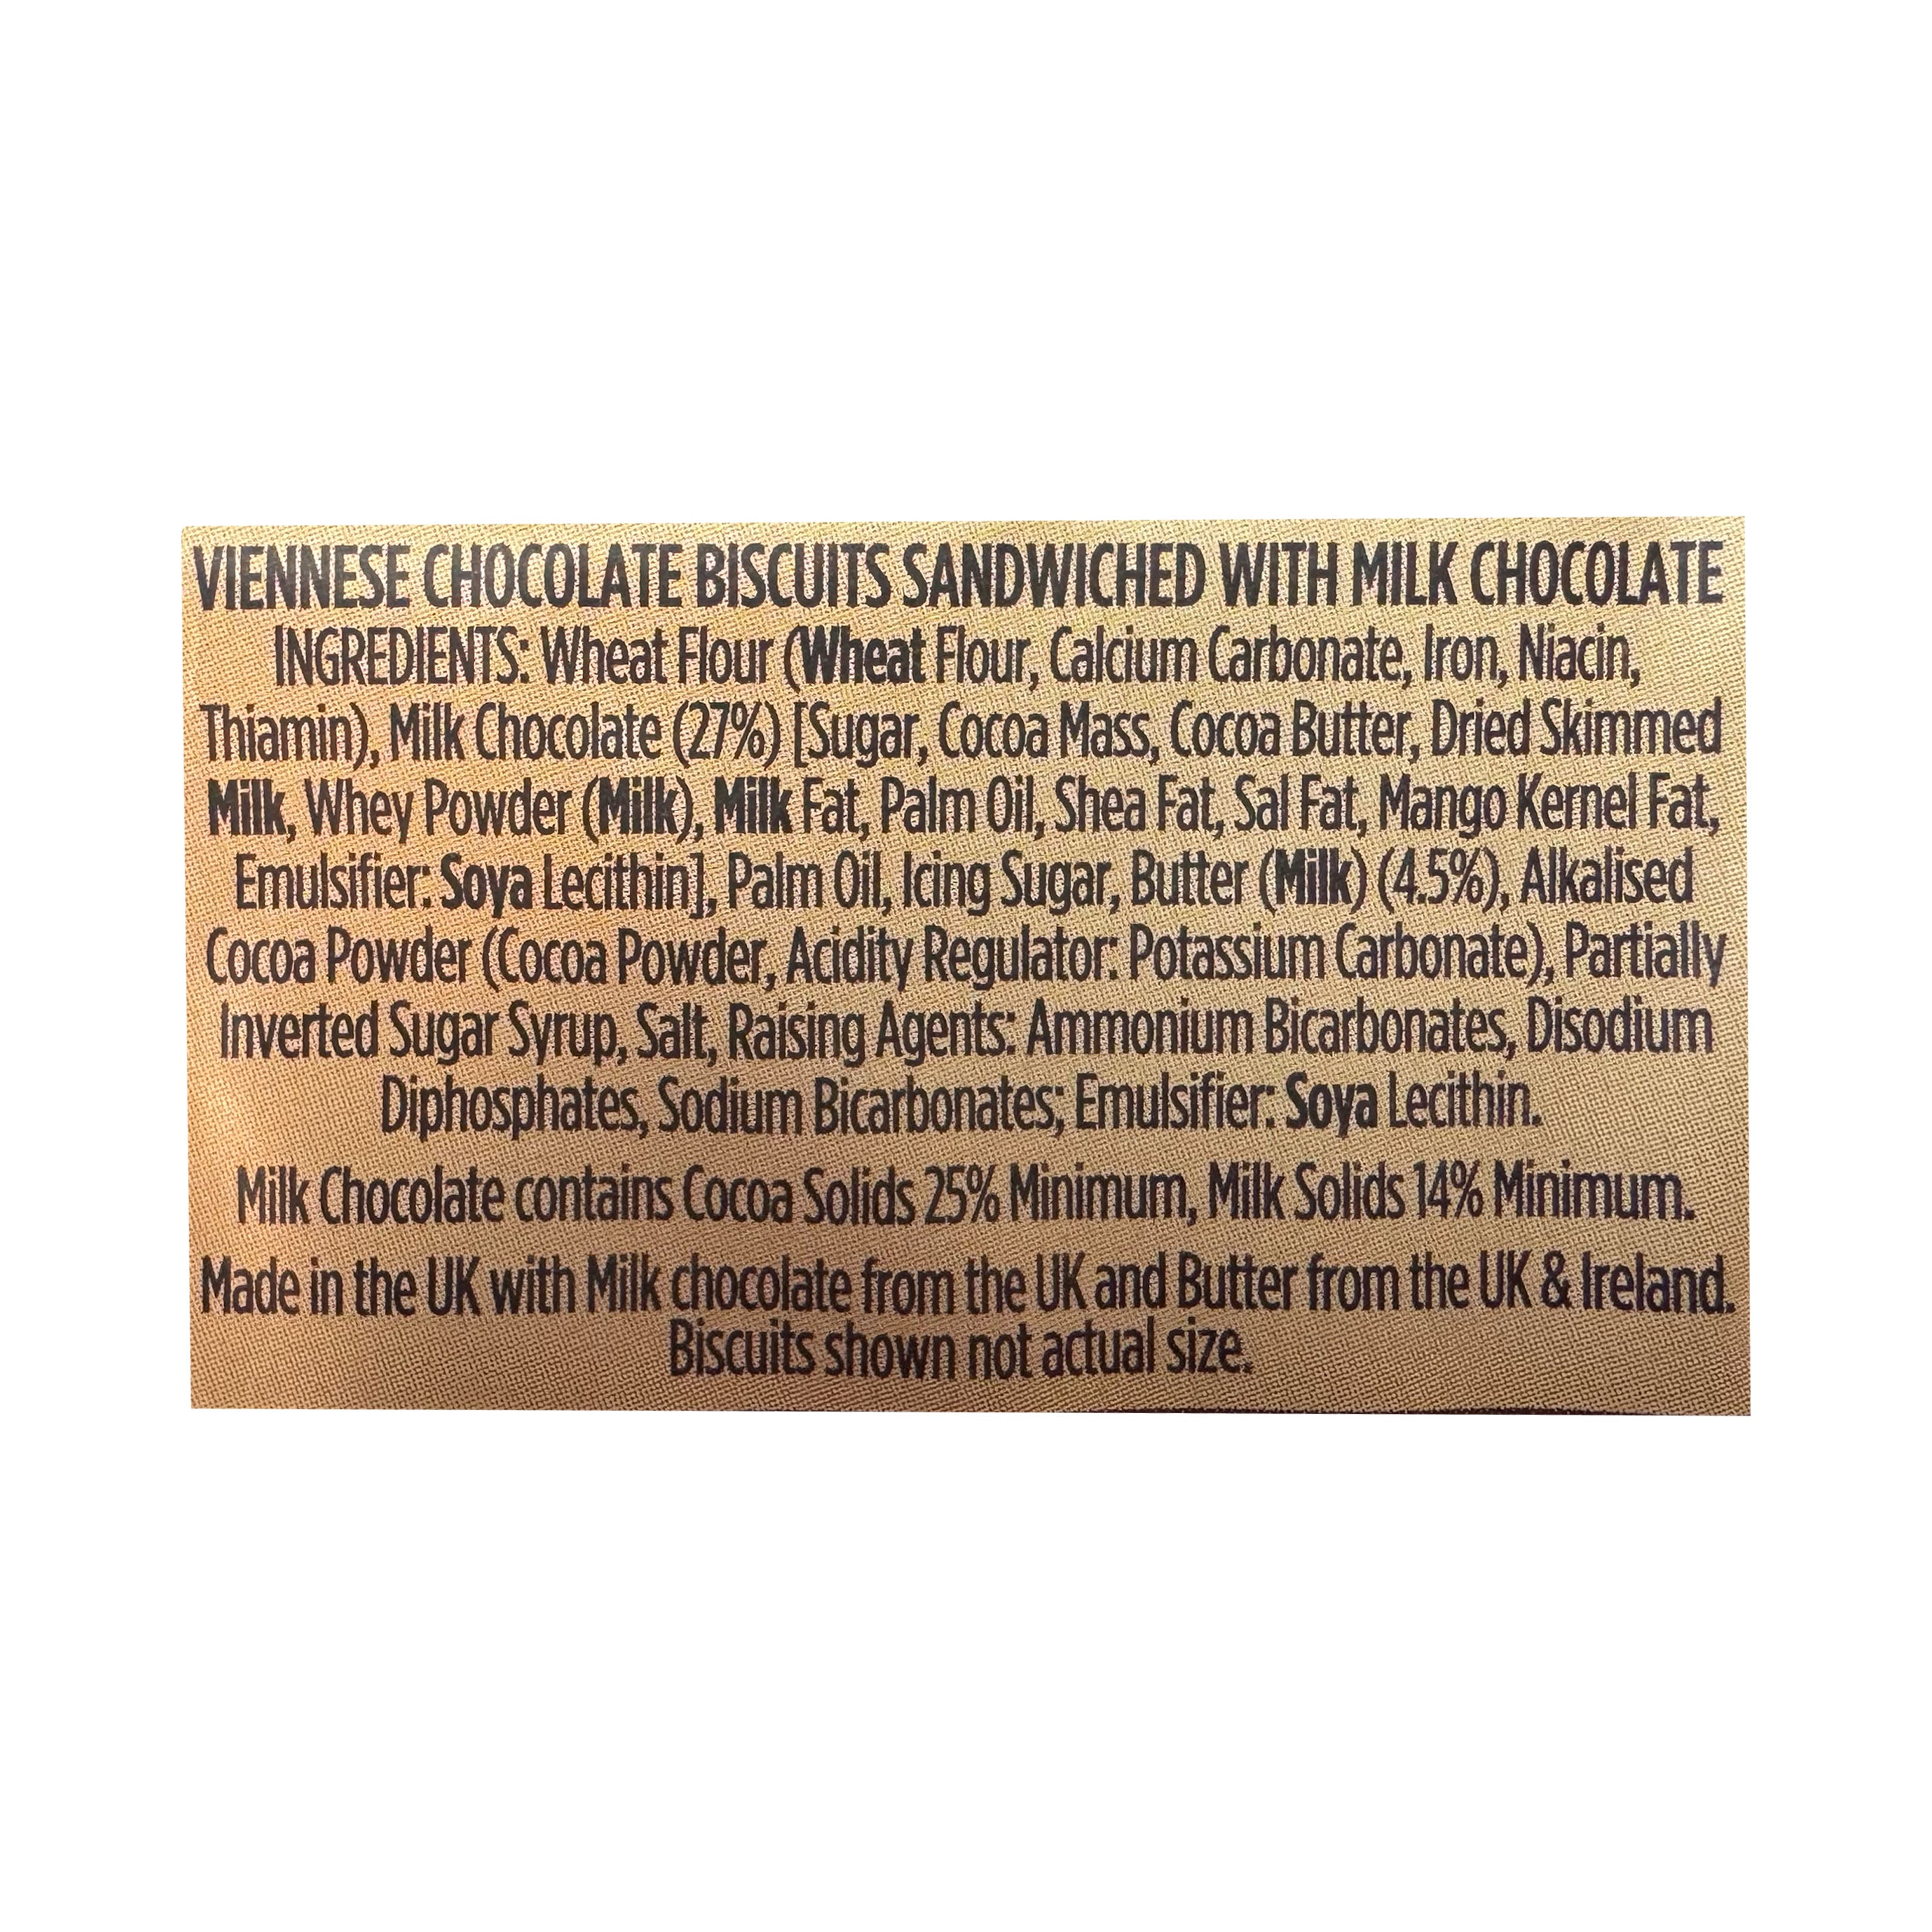 VIENNESE CHOCOLATE BISCUITS SANDWICHED WITH MILK CHOCOLATE
INGREDIENTS: Wheat Flour (Wheat Flour, Calcium Carbonate, Iron, Niacin,
Thiamin), Milk Chocolate (27%) [Sugar, Cocoa Mass, Cocoa Butter, Dried Skimmed
Milk, Whey Powder (Milk), Milk Fat, Palm Oil, Shea Fat, Sal Fat, Mango Kernel Fat,
Emulsifier: Soya Lecithin], Palm Oil, Icing Sugar, Butter (Milk) (4.5%), Alkalised
Cocoa Powder (Cocoa Powder, Acidity Regulator: Potassium Carbonate), Partially
Inverted Sugar Syrup, Salt, Raising Agents: Ammonium Bicarbonates, Disodium
Diphosphates, Sodium Bicarbonates; Emulsifier: Soya Lecithin.
Milk Chocolate contains Cocoa Solids 25% Minimum, Milk Solids 14% Minimum.
Made in the UK with Milk chocolate from the UK and Butter from the UK & Ireland.
Biscuits shown not actual size.